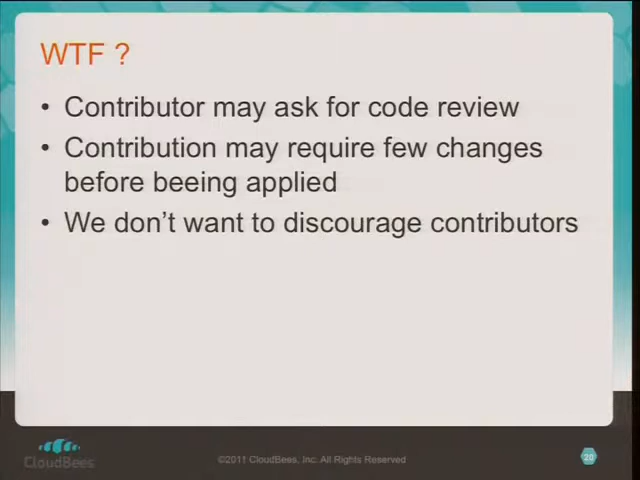 WTF ?
• Contributor may ask for code review
• Contribution may require few changes
before beeing applied
• We don't want to discourage contributors
CloudBees
©2011 CloudBees, Inc. All Rights Reserved
20